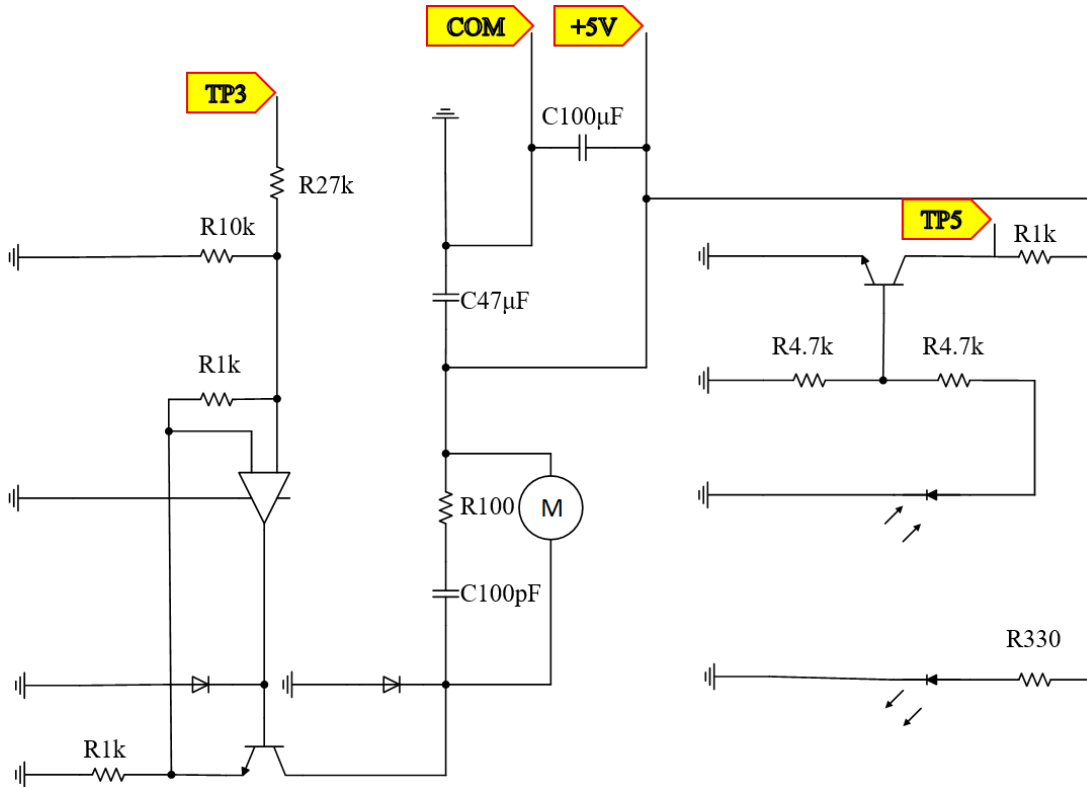 COM
+5V
TP3
C100μF
R27k
R10k
TP5
R1k
C47μF
R4.7k
R4.7k
R1k
R100
M
C100pF
R330
R1k